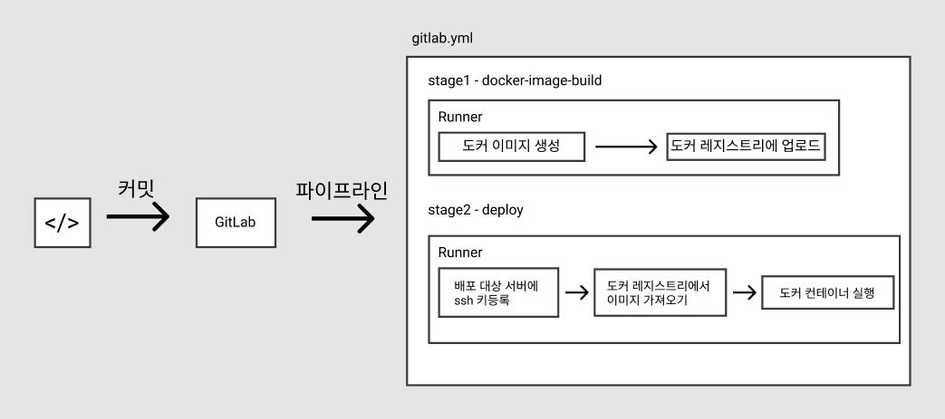 gitlab.yml
stage1 - docker-image-build
Runner
도커 이미지 생성
도커 레지스트리에 업로드
커밋
파이프라인
</>
GitLab
stage2 - deploy
Runner
배포 대상 서버에
ssh 키등록
도커 레지스트리에서
이미지 가져오기
도커 컨테이너 실행